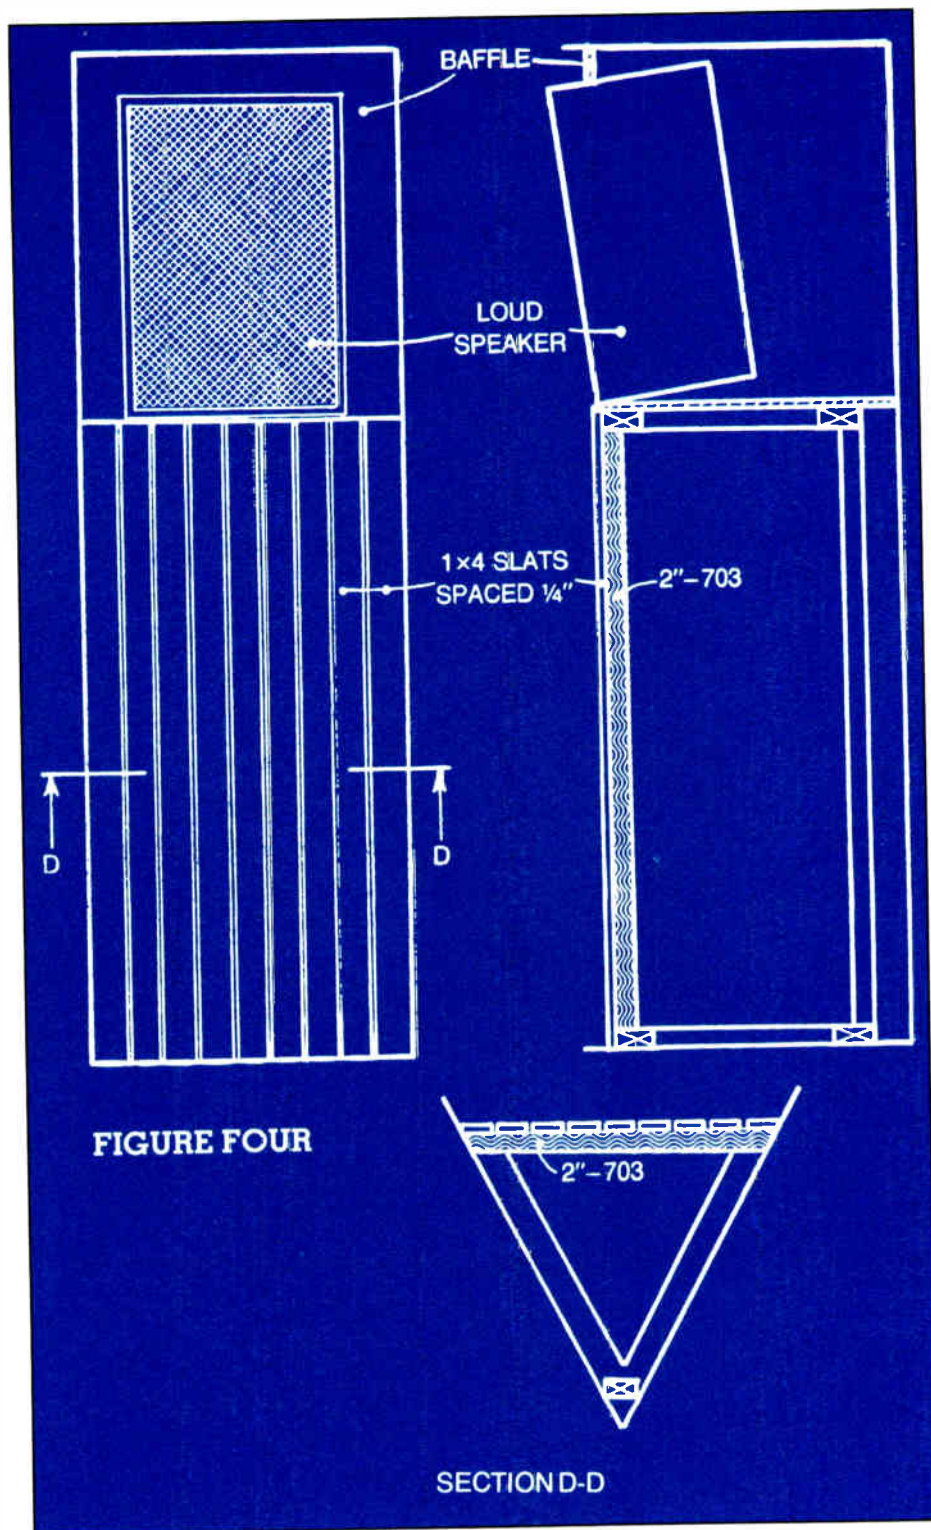 BAFFLE
LOUD
SPEAKER
1×4 SLATS
SPACED ¼"
2"–703
D
D
FIGURE FOUR
2"–703
SECTION D-D